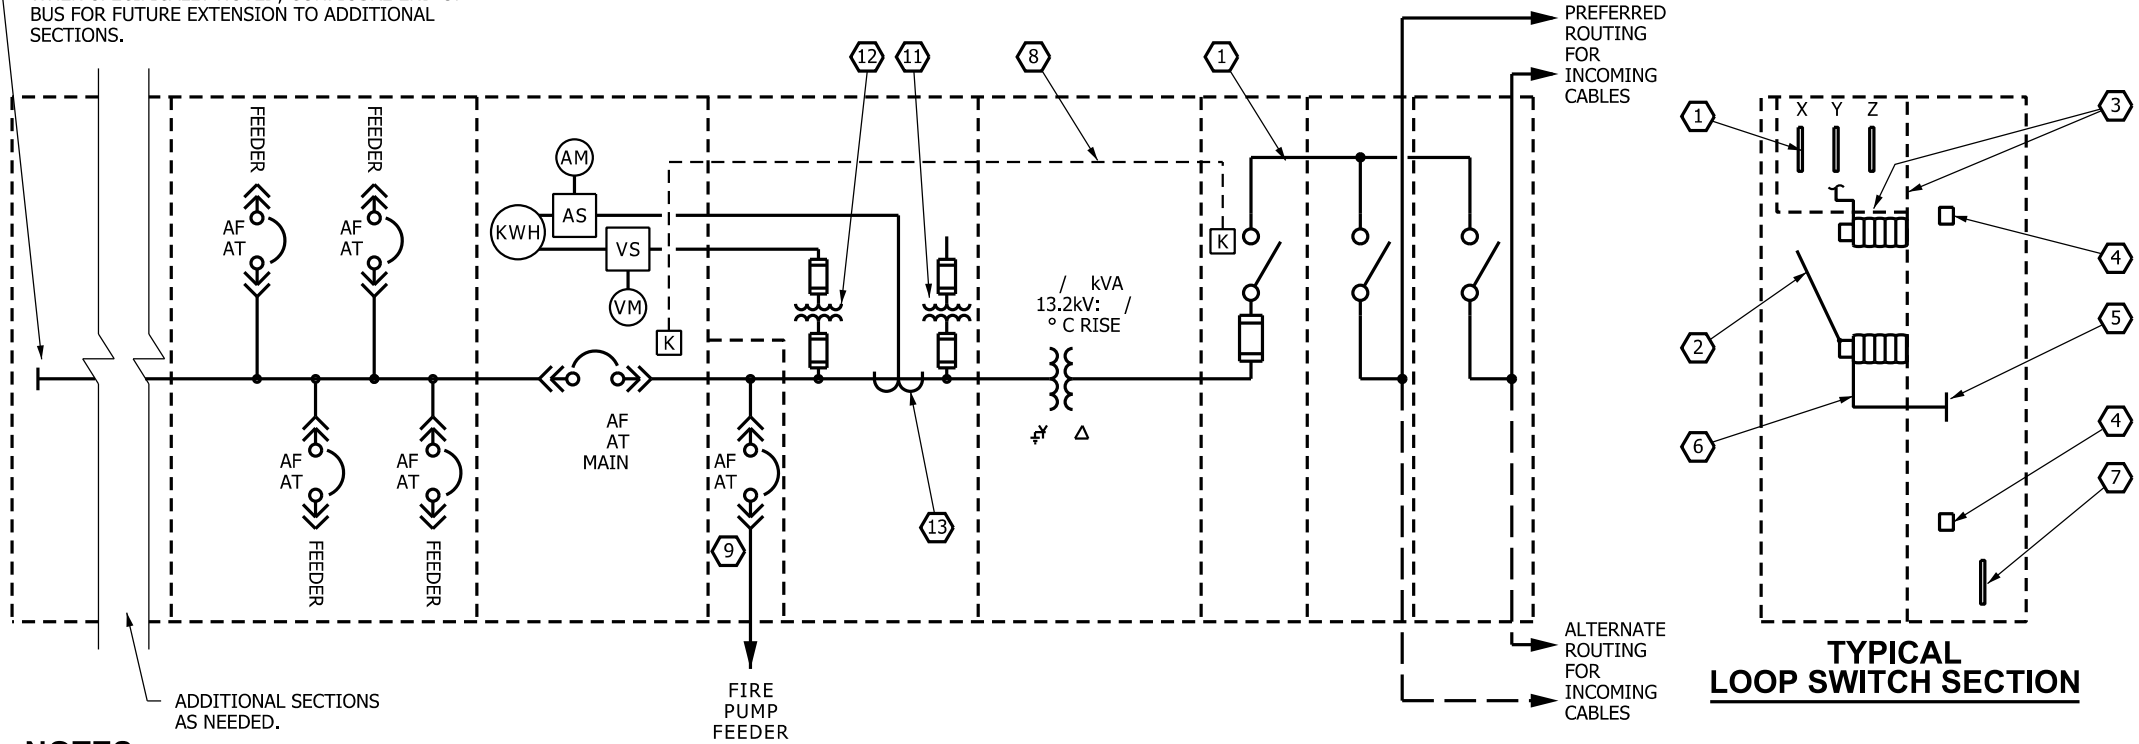 BUS FOR FUTURE EXTENSION TO ADDITIONAL
SECTIONS.
12
11
8
1
PREFERRED
ROUTING
FOR
INCOMING
CABLES
FEEDER
FEEDER
AF
AT
AF
AT
AM
AS
KWH
VS
VM
K
K
/ kVA
13.2kV: /
° C RISE
AF
AT
MAIN
AF
AT
AF
AT
AF
AT
FEEDER
FEEDER
9
13
FIRE
PUMP
FEEDER
ADDITIONAL SECTIONS
AS NEEDED.
ALTERNATE
ROUTING
FOR
INCOMING
CABLES
X Y Z
1
3
4
2
5
6
4
7
TYPICAL
LOOP SWITCH SECTION